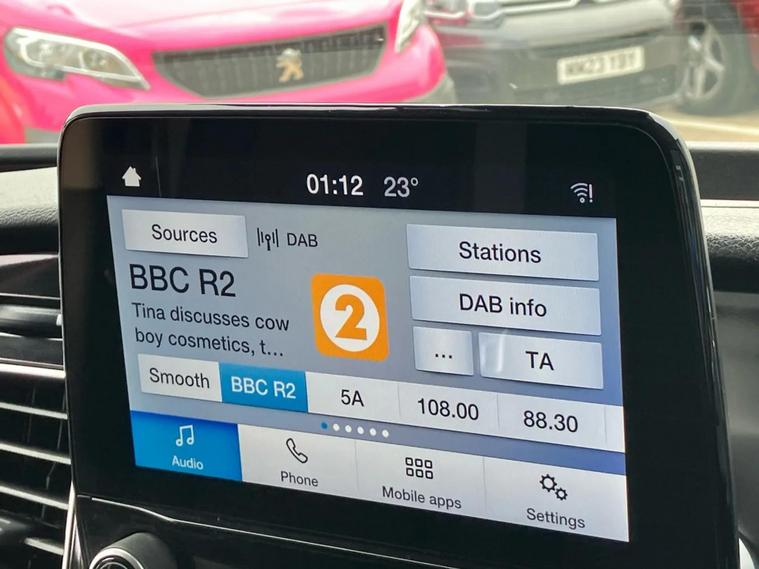 01:12 23°
Sources
DAB
Stations
BBC R2
Tina discusses cow
boy cosmetics, t...
2
DAB info
...
TA
Smooth
BBC R2
5A
108.00
88.30
Audio
Phone
Mobile apps
Settings